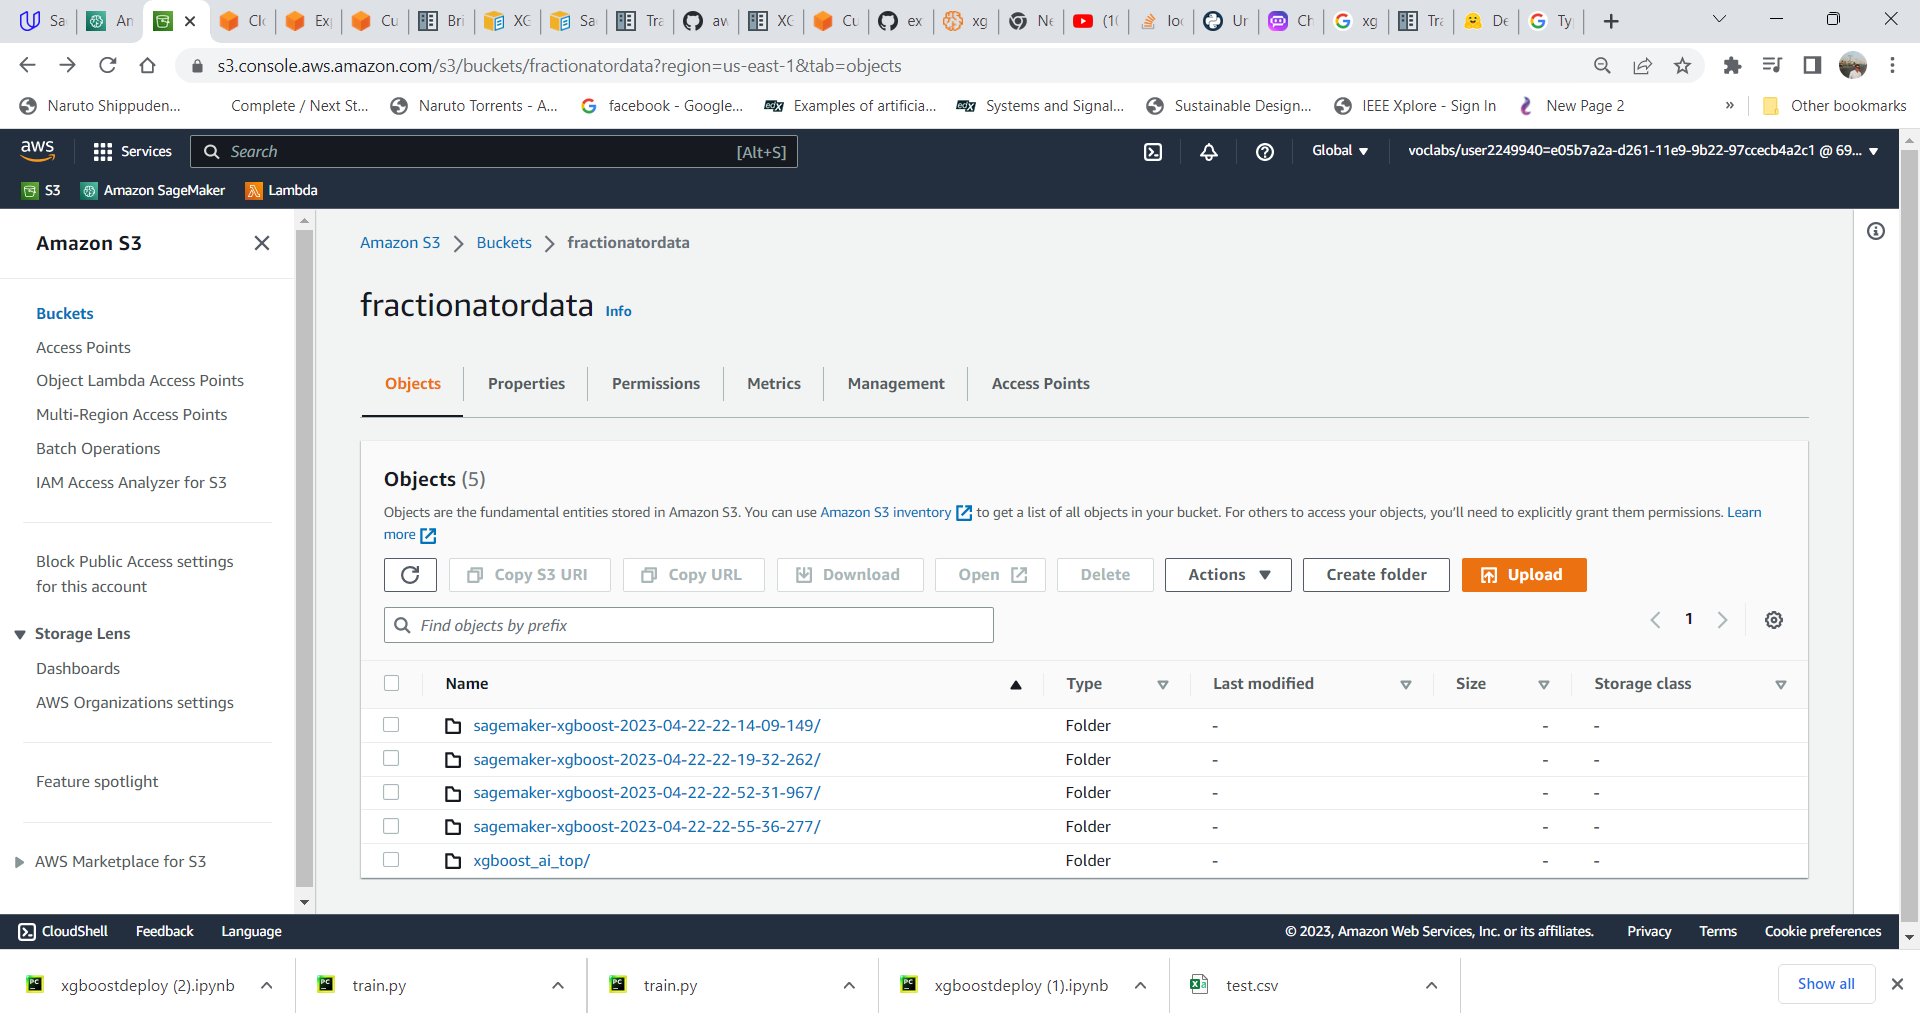 Sa
An
Clo
Exp
Cu
Bri
XG
Sa
Tra
aw
XG
Cu
ex
xg
Ne
(10
loc
Ur
Ch
xg
Tra
De
Ty
s3.console.aws.amazon.com/s3/buckets/fractionatordata?region=us-east-1&tab=objects
Naruto Shippuden...
Complete / Next St...
Naruto Torrents - A...
facebook - Google...
edX Examples of artificia...
edX Systems and Signal...
Sustainable Design...
IEEE Xplore - Sign In
New Page 2
»
Other bookmarks
aws
Services
Search [Alt+S]
Global
voclabs/user2249940=e05b7a2a-d261-11e9-9b22-97ccecb4a2c1 @ 69...
S3
Amazon SageMaker
Lambda
Amazon S3
Buckets
Access Points
Object Lambda Access Points
Multi-Region Access Points
Batch Operations
IAM Access Analyzer for S3
Block Public Access settings
for this account
Storage Lens
Dashboards
AWS Organizations settings
Feature spotlight
AWS Marketplace for S3
Amazon S3 > Buckets > fractionatordata
fractionatordata Info
Objects
Properties
Permissions
Metrics
Management
Access Points
Objects (5)
Objects are the fundamental entities stored in Amazon S3. You can use Amazon S3 inventory to get a list of all objects in your bucket. For others to access your objects, you'll need to explicitly grant them permissions. Learn
more
Copy S3 URI
Copy URL
Download
Open
Delete
Actions
Create folder
Upload
Find objects by prefix
1
Name Type Last modified Size Storage class
sagemaker-xgboost-2023-04-22-22-14-09-149/ Folder - - -
sagemaker-xgboost-2023-04-22-22-19-32-262/ Folder - - -
sagemaker-xgboost-2023-04-22-22-52-31-967/ Folder - - -
sagemaker-xgboost-2023-04-22-22-55-36-277/ Folder - - -
xgboost_ai_top/ Folder - - -
CloudShell
Feedback
Language
© 2023, Amazon Web Services, Inc. or its affiliates.
Privacy
Terms
Cookie preferences
PC xgboostdeploy (2).ipynb
PC train.py
PC train.py
PC xgboostdeploy (1).ipynb
test.csv
Show all